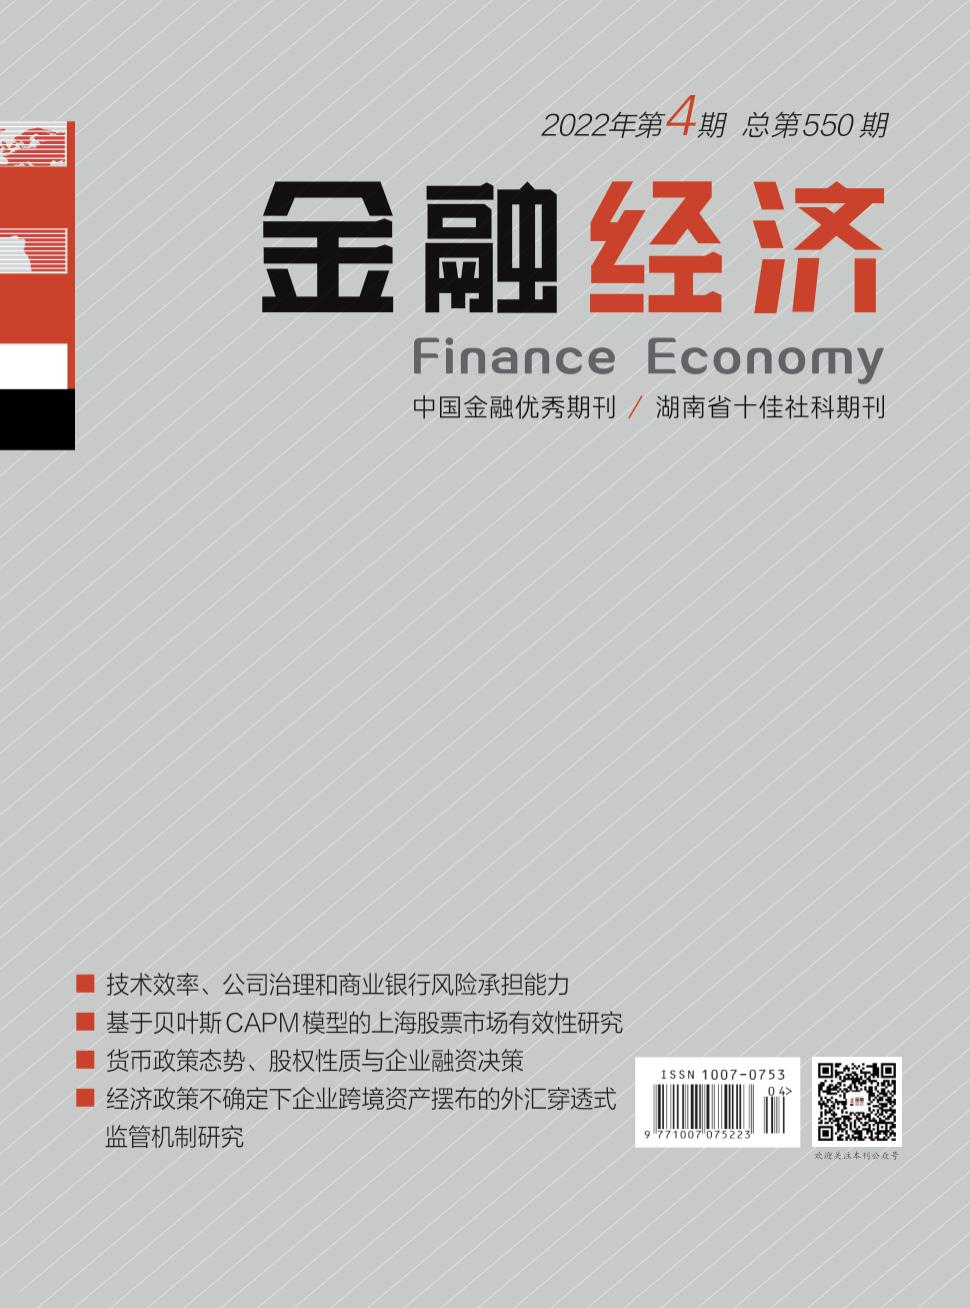 2022年第4期 总第550期
金融经济
Finance Economy
中国金融优秀期刊 / 湖南省十佳社科期刊
■ 技术效率、公司治理和商业银行风险承担能力
■ 基于贝叶斯CAPM模型的上海股票市场有效性研究
■ 货币政策态势、股权性质与企业融资决策
■ 经济政策不确定下企业跨境资产摆布的外汇穿透式
监管机制研究
ISSN 1007-0753
04>
9 771007 075223
欢迎关注本刊公众号